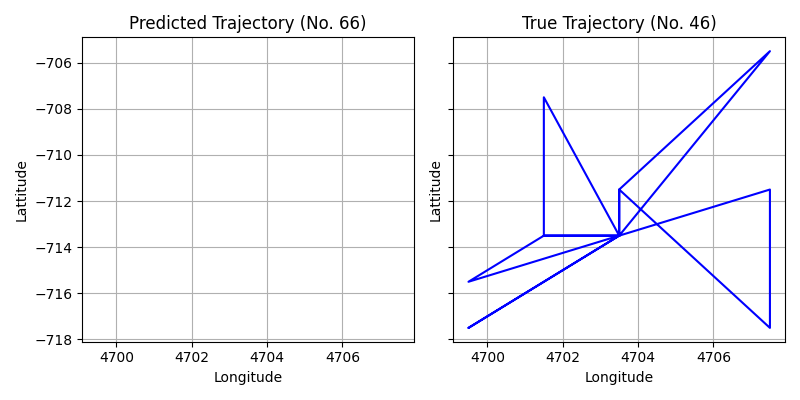 Predicted Trajectory (No. 66)
True Trajectory (No. 46)
−706
−708
−710
−712
−714
−716
−718
Lattitude
Lattitude
4700 4702 4704 4706
4700 4702 4704 4706
Longitude
Longitude